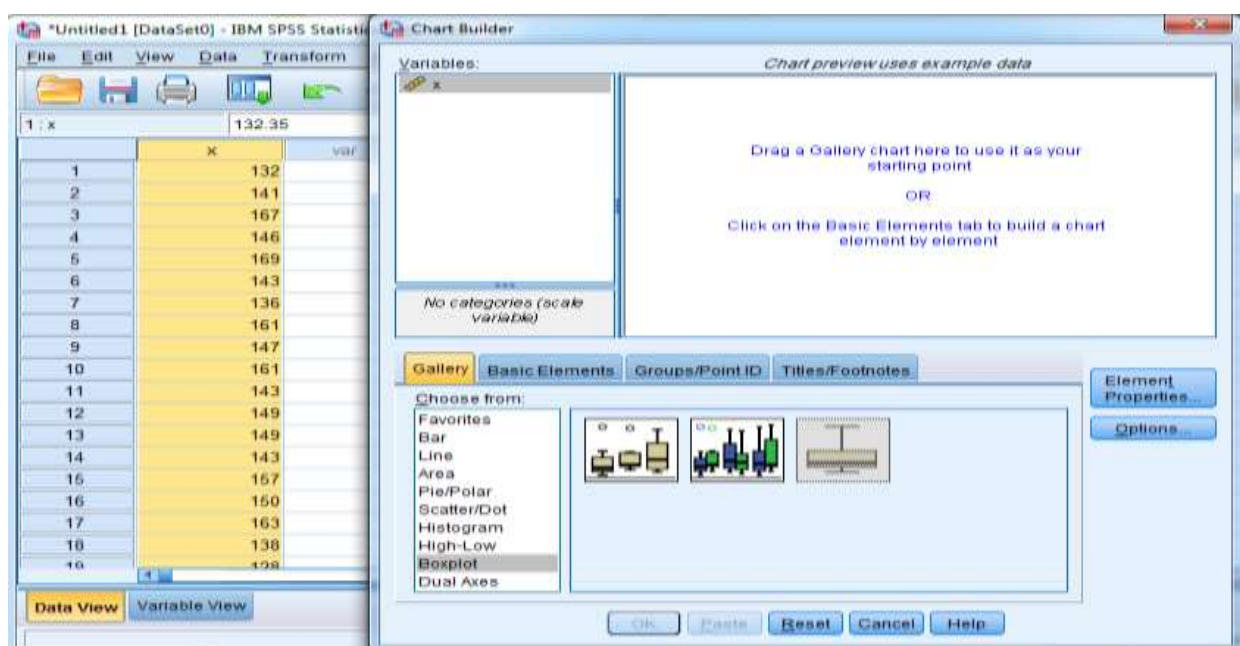 *Untitled1 [DataSet0] - IBM SPSS Statisti
File Edit View Data Transform
1 : x 132.35
x var
1 132
2 141
3 167
4 146
5 169
6 143
7 136
8 161
9 147
10 161
11 143
12 149
13 149
14 143
15 157
16 150
17 163
18 138
19 128
Data View Variable View
Chart Builder
Variables:
x
No categories (scale
variable)
Chart preview uses example data
Drag a Gallery chart here to use it as your
starting point
OR
Click on the Basic Elements tab to build a chart
element by element
Gallery Basic Elements Groups/Point ID Titles/Footnotes
Choose from:
Favorites
Bar
Line
Area
Pie/Polar
Scatter/Dot
Histogram
High-Low
Boxplot
Dual Axes
Element
Properties...
Options...
OK Paste Reset Cancel Help